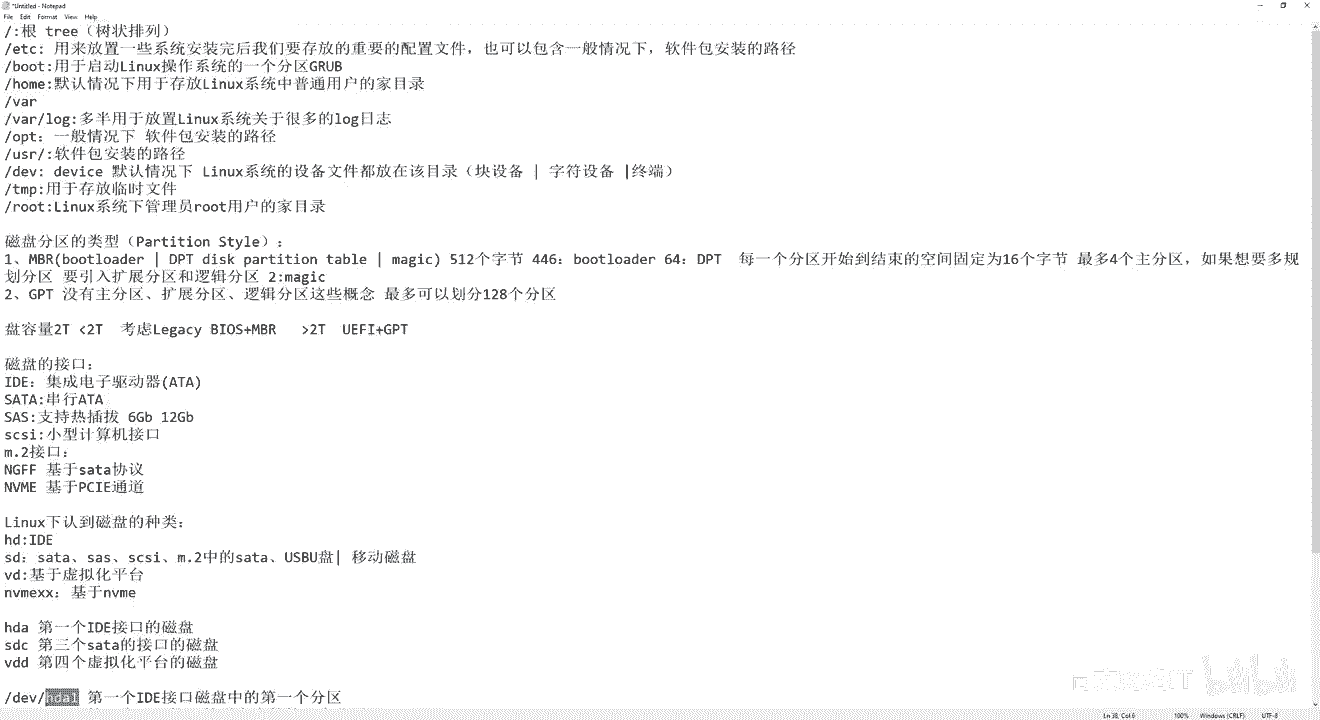 *Untitled - Notepad
File Edit Format View Help
/:根 tree（树状排列）
/etc: 用来放置一些系统安装完后我们要存放的重要的配置文件，也可以包含一般情况下，软件包安装的路径
/boot:用于启动Linux操作系统的一个分区GRUB
/home:默认情况下用于存放Linux系统中普通用户的家目录
/var
/var/log:多半用于放置Linux系统关于很多的log日志
/opt: 一般情况下 软件包安装的路径
/usr/:软件包安装的路径
/dev: device 默认情况下 Linux系统的设备文件都放在该目录（块设备 | 字符设备 |终端）
/tmp:用于存放临时文件
/root:Linux系统下管理员root用户的家目录
磁盘分区的类型（Partition Style）:
1、MBR(bootloader | DPT disk partition table | magic) 512个字节 446: bootloader 64: DPT 每一个分区开始到结束的空间固定为16个字节 最多4个主分区，如果想要多规
划分区 要引入扩展分区和逻辑分区 2:magic
2、GPT 没有主分区、扩展分区、逻辑分区这些概念 最多可以划分128个分区
盘容量2T <2T 考虑Legacy BIOS+MBR >2T UEFI+GPT
磁盘的接口:
IDE: 集成电子驱动器(ATA)
SATA:串行ATA
SAS:支持热插拔 6Gb 12Gb
scsi:小型计算机接口
m.2接口:
NGFF 基于sata协议
NVME 基于PCIE通道
Linux下认到磁盘的种类:
hd:IDE
sd: sata、sas、scsi、m.2中的sata、USBU盘| 移动磁盘
vd:基于虚拟化平台
nvmexx: 基于nvme
hda 第一个IDE接口的磁盘
sdc 第三个sata的接口的磁盘
vdd 第四个虚拟化平台的磁盘
/dev/hda1 第一个IDE接口磁盘中的第一个分区
Ln 38, Col 6 100% Windows (CRLF) UTF-8